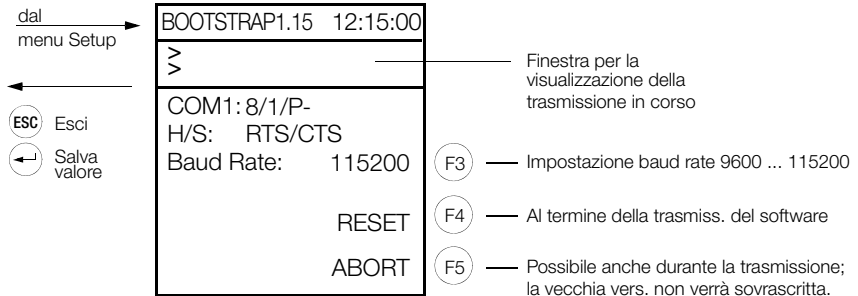 dal
menu Setup
BOOTSTRAP1.15 12:15:00
>
>
Finestra per la
visualizzazione della
trasmissione in corso
ESC Esci
Salva
valore
COM1: 8/1/P-
H/S: RTS/CTS
Baud Rate: 115200
F3 Impostazione baud rate 9600 ... 115200
RESET F4 Al termine della trasmiss. del software
ABORT F5 Possibile anche durante la trasmissione;
la vecchia vers. non verrà sovrascritta.